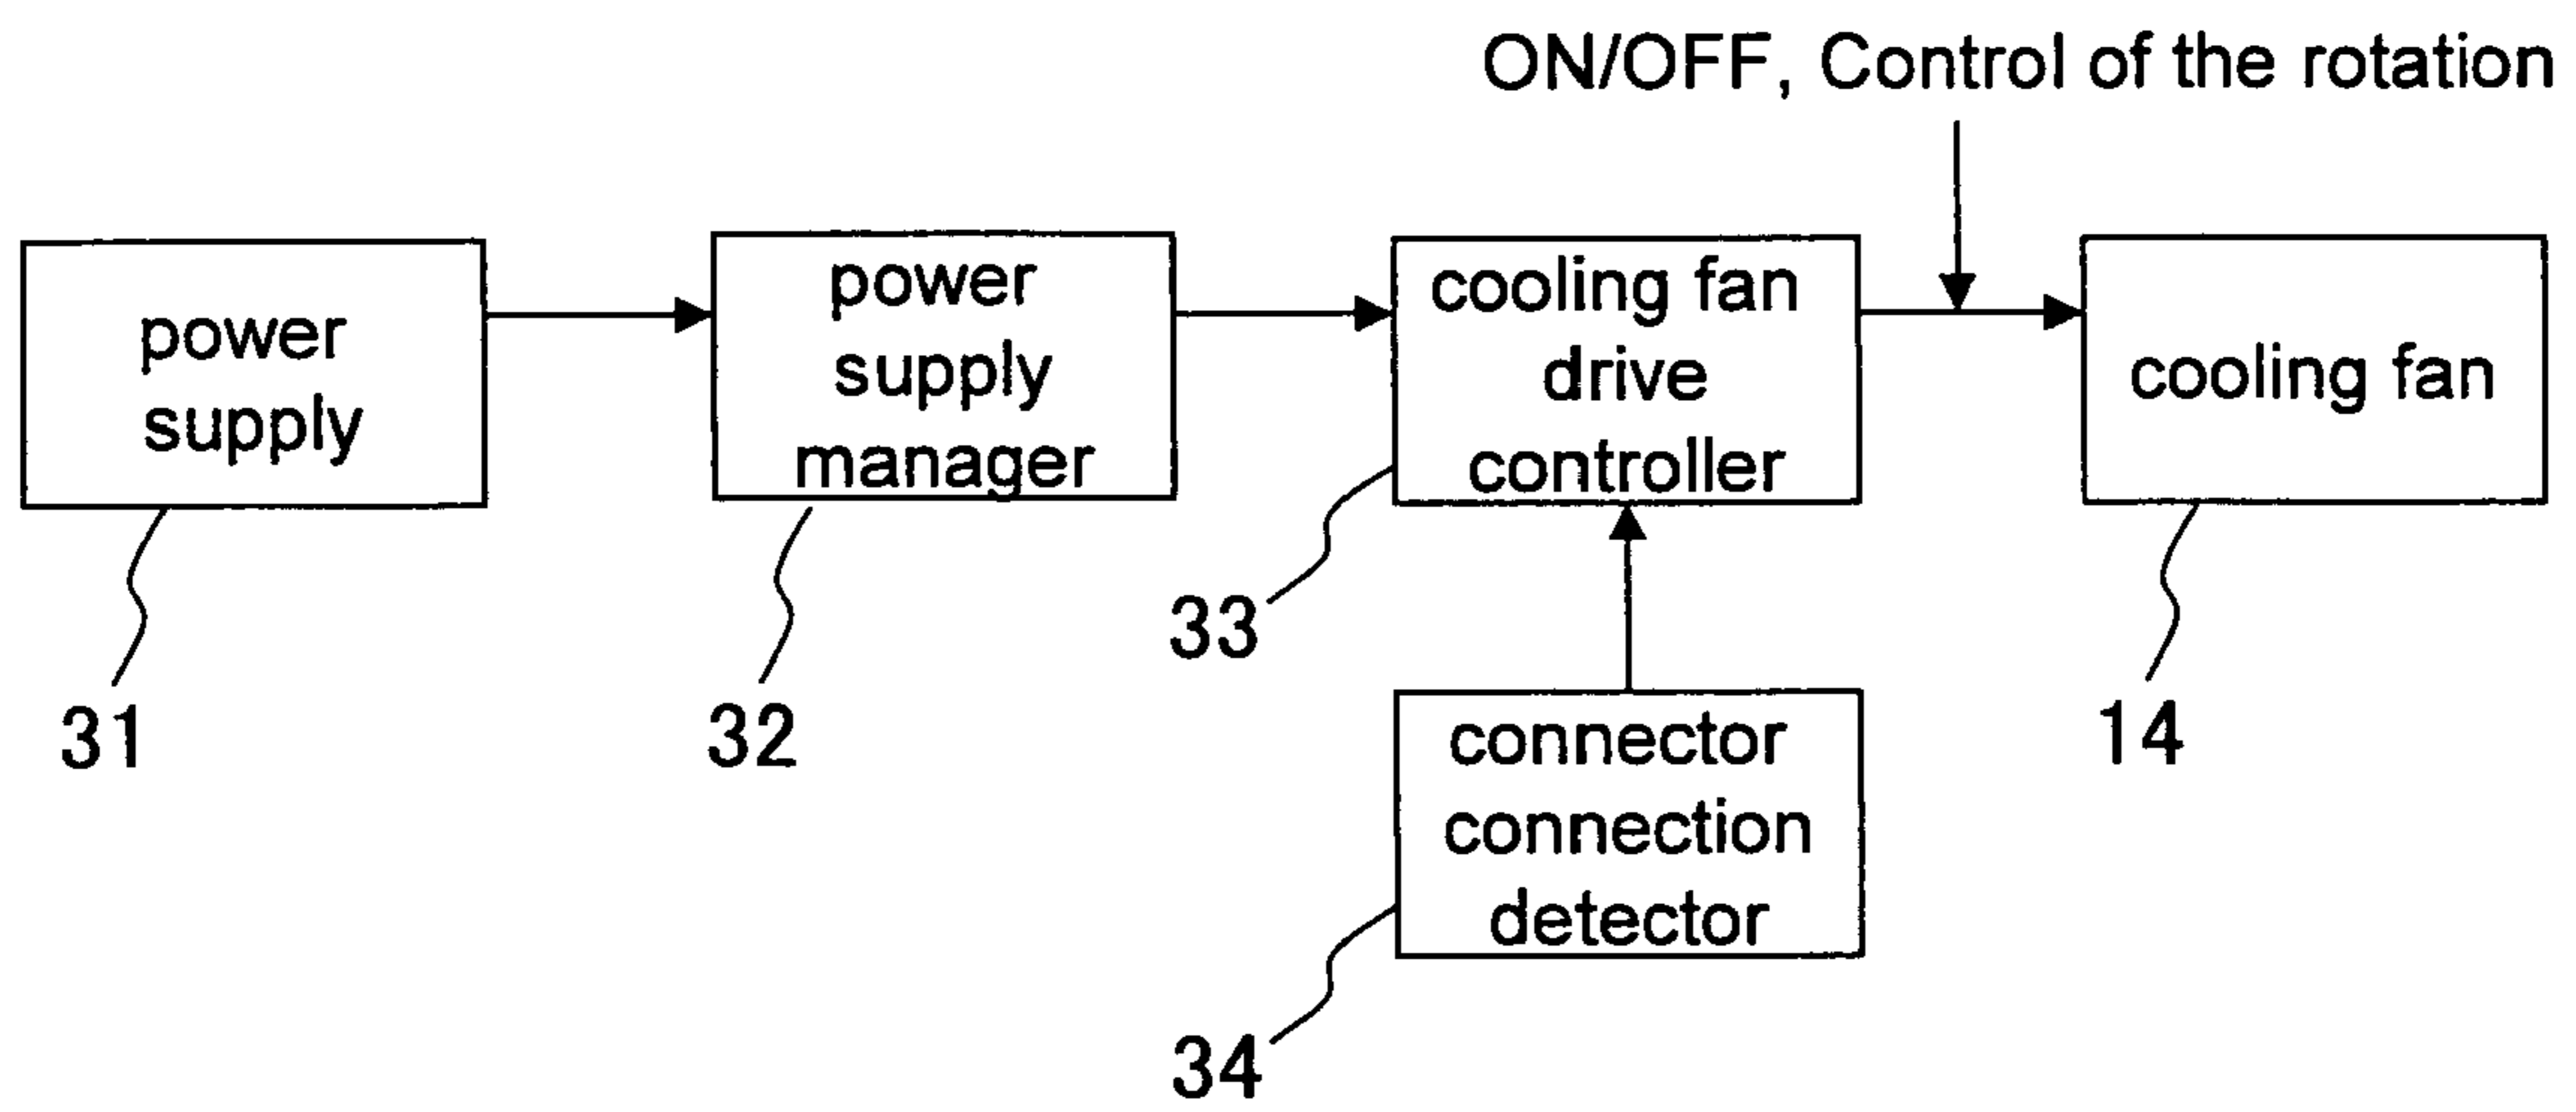 ON/OFF, Control of the rotation
power
supply
power
supply
manager
cooling fan
drive
controller
cooling fan
31
32
33
14
connector
connection
detector
34